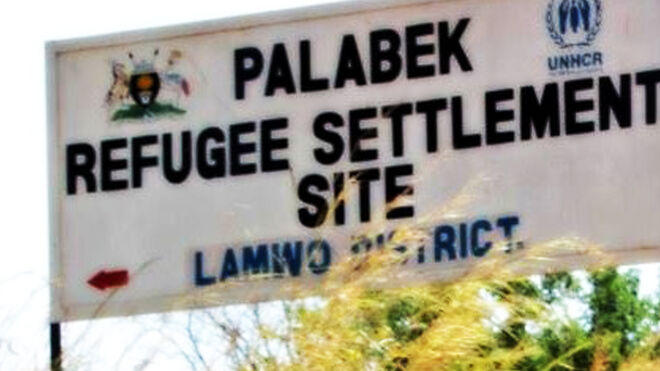 PALABEK
UNHCR
REFUGEE SETTLEMENT
SITE
LAMWO DISTRICT.